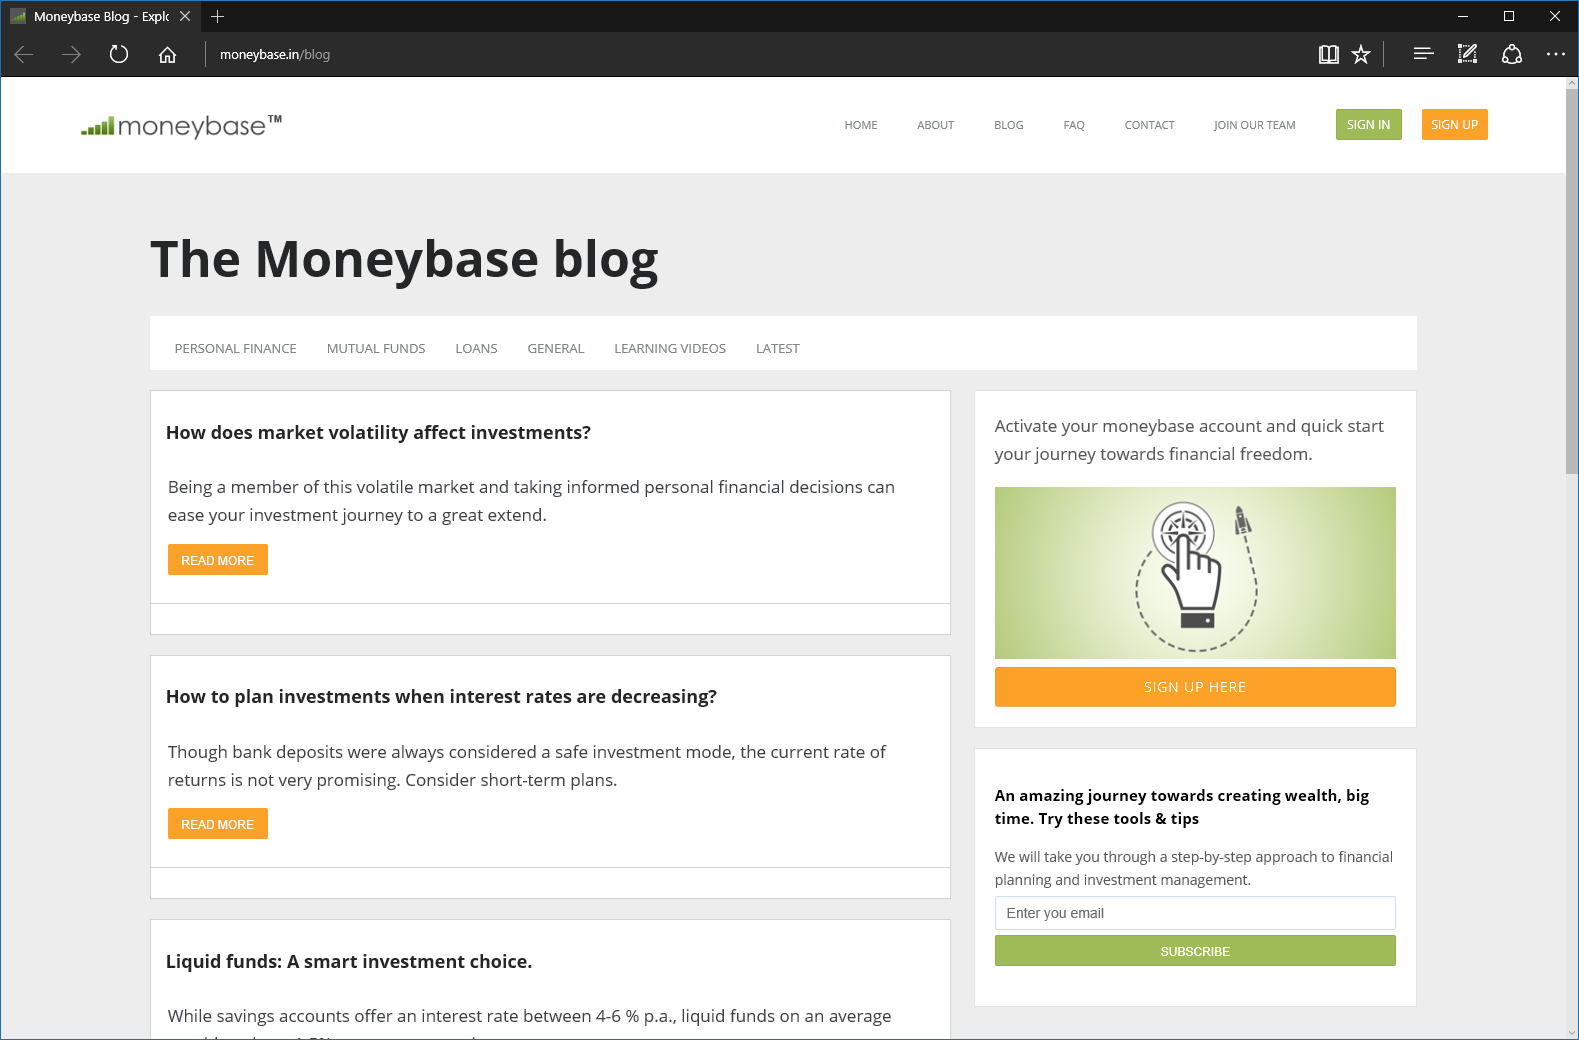 Moneybase Blog - Explo
moneybase.in/blog
moneybase™
HOME ABOUT BLOG FAQ CONTACT JOIN OUR TEAM SIGN IN SIGN UP
The Moneybase blog
PERSONAL FINANCE MUTUAL FUNDS LOANS GENERAL LEARNING VIDEOS LATEST
How does market volatility affect investments?
Being a member of this volatile market and taking informed personal financial decisions can
ease your investment journey to a great extend.
READ MORE
How to plan investments when interest rates are decreasing?
Though bank deposits were always considered a safe investment mode, the current rate of
returns is not very promising. Consider short-term plans.
READ MORE
Liquid funds: A smart investment choice.
While savings accounts offer an interest rate between 4-6 % p.a., liquid funds on an average
Activate your moneybase account and quick start
your journey towards financial freedom.
SIGN UP HERE
An amazing journey towards creating wealth, big
time. Try these tools & tips
We will take you through a step-by-step approach to financial
planning and investment management.
Enter you email
SUBSCRIBE